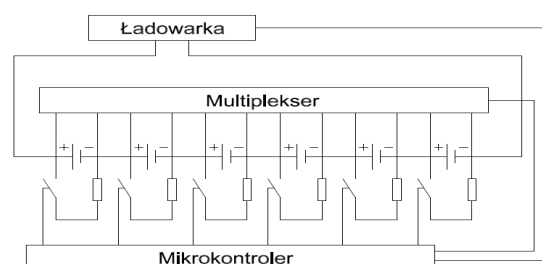 Ładowarka
Multiplekser
+ − + − + − + − + − + −
Mikrokontroler